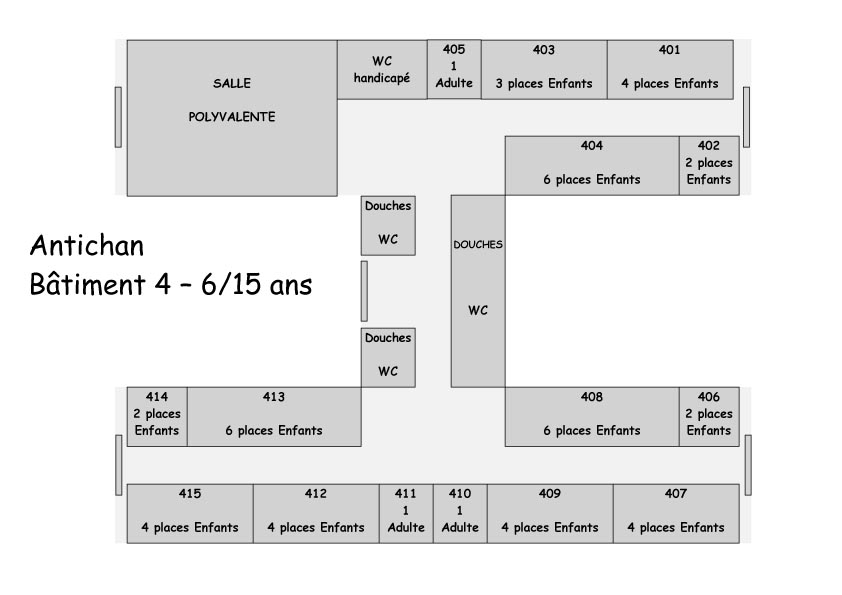 SALLE
POLYVALENTE
WC
handicapé
405
1
Adulte
403
3 places Enfants
401
4 places Enfants
404
6 places Enfants
402
2 places
Enfants
Douches
WC
DOUCHES
WC
Antichan
Bâtiment 4 – 6/15 ans
Douches
WC
414
2 places
Enfants
413
6 places Enfants
408
6 places Enfants
406
2 places
Enfants
415
4 places Enfants
412
4 places Enfants
411
1
Adulte
410
1
Adulte
409
4 places Enfants
407
4 places Enfants